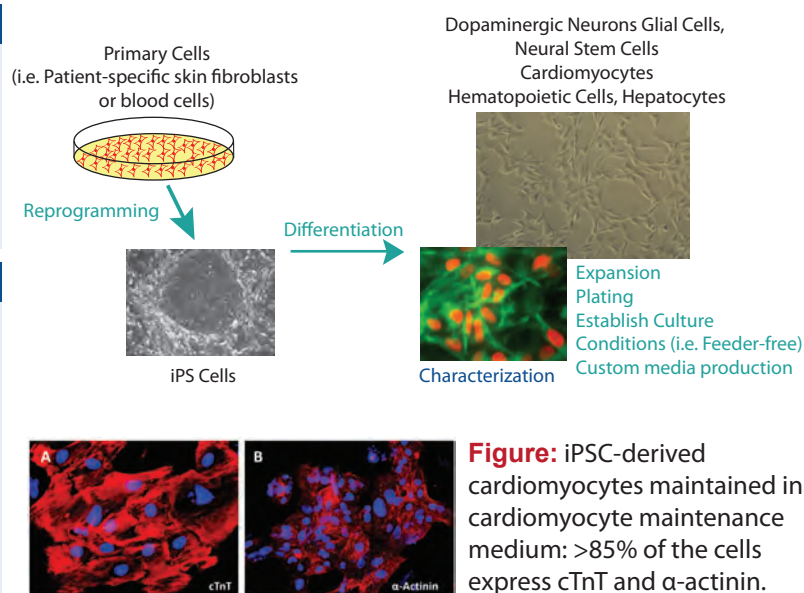 Primary Cells
(i.e. Patient-specific skin fibroblasts
or blood cells)
Reprogramming
iPS Cells
Differentiation
Dopaminergic Neurons Glial Cells,
Neural Stem Cells
Cardiomyocytes
Hematopoietic Cells, Hepatocytes
Expansion
Plating
Establish Culture
Conditions (i.e. Feeder-free)
Custom media production
Characterization
A
cTnT
B
α-Actinin
Figure: iPSC-derived
cardiomyocytes maintained in
cardiomyocyte maintenance
medium: >85% of the cells
express cTnT and α-actinin.